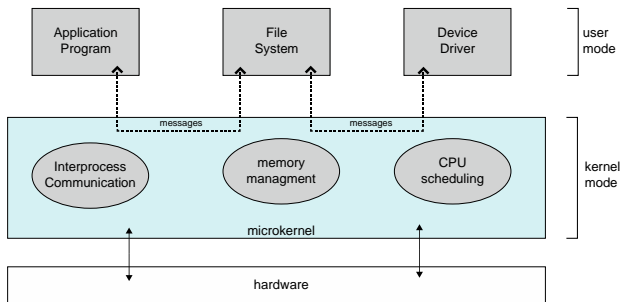 Application
Program
File
System
Device
Driver
user
mode
messages
messages
Interprocess
Communication
memory
managment
CPU
scheduling
kernel
mode
microkernel
hardware